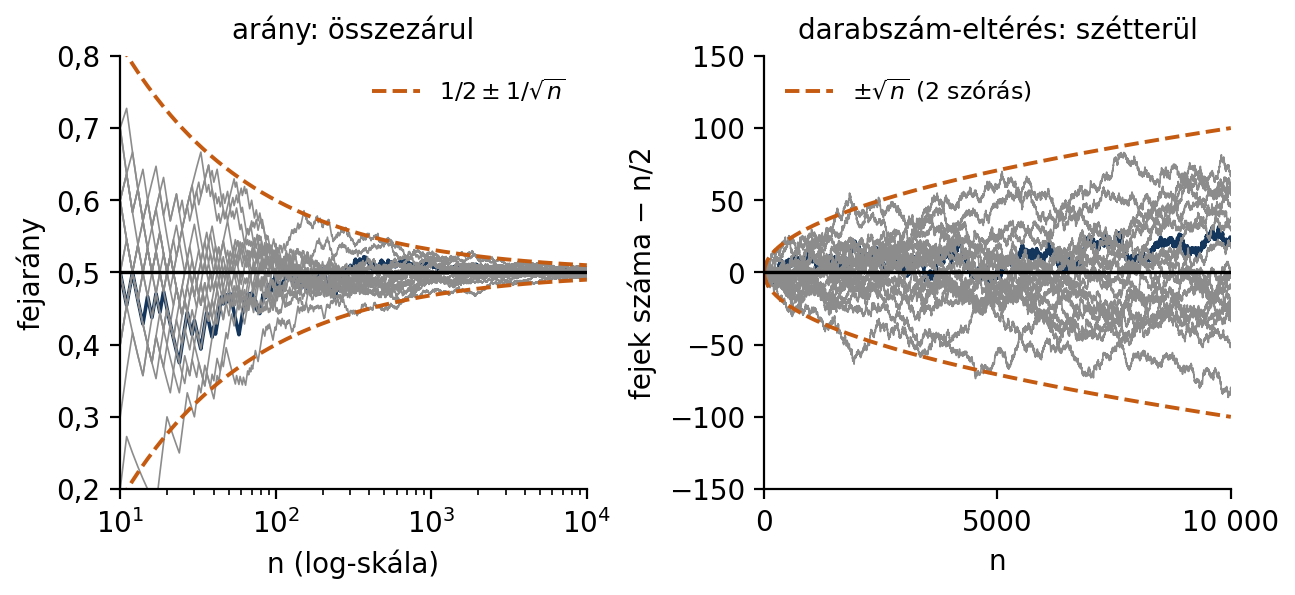 arány: összezárul
0,8
0,7
0,6
0,5
0,4
0,3
0,2
fejarány
1/2 ± 1/√n
10¹
10²
10³
10⁴
n (log-skála)
darabszám-eltérés: szétterül
150
100
50
0
−50
−100
−150
fejek száma − n/2
±√n (2 szórás)
0
5000
10 000
n